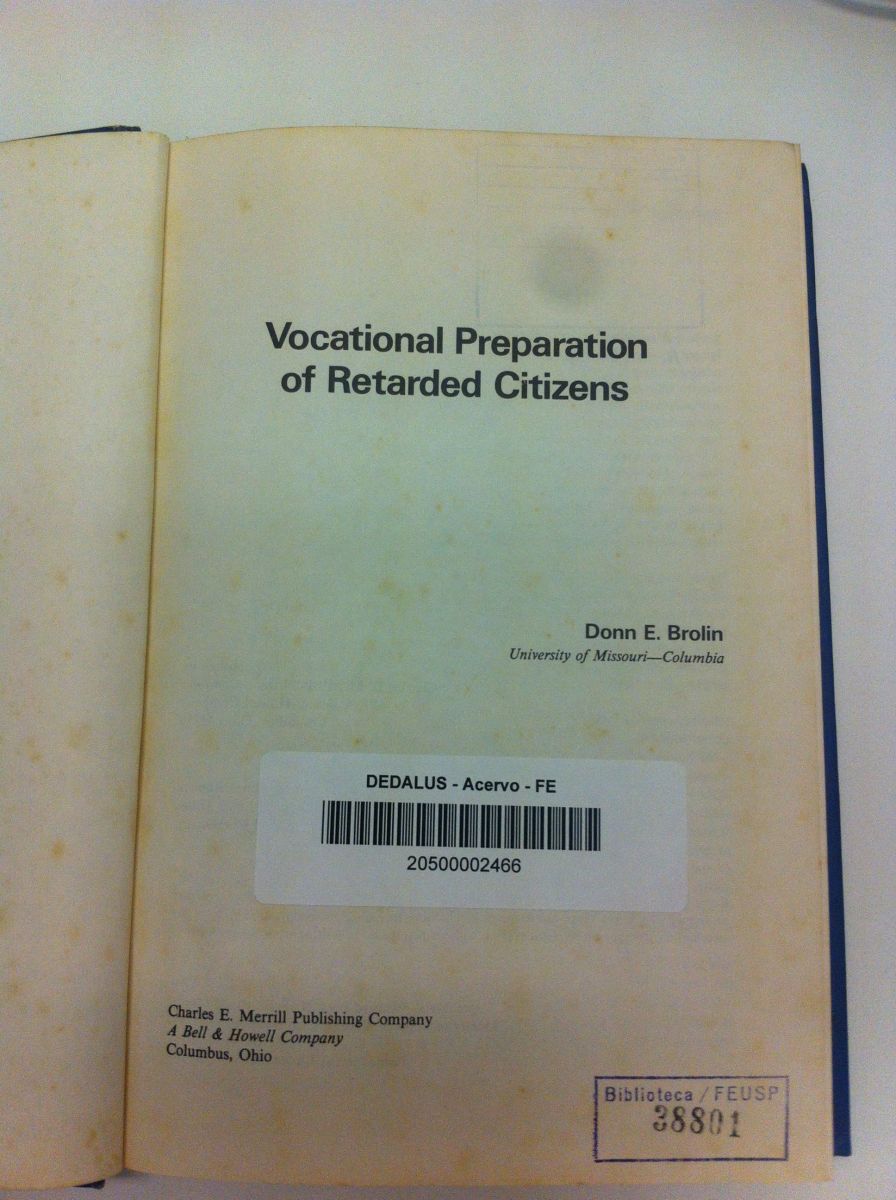 Vocational Preparation
of Retarded Citizens
Donn E. Brolin
University of Missouri—Columbia
DEDALUS - Acervo - FE
20500002466
Charles E. Merrill Publishing Company
A Bell & Howell Company
Columbus, Ohio
Biblioteca / FEUSP
38801